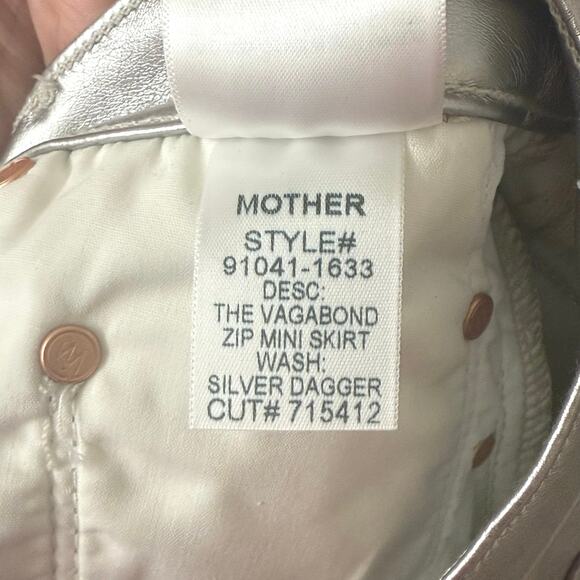 MOTHER
STYLE#
91041-1633
DESC:
THE VAGABOND
ZIP MINI SKIRT
WASH:
SILVER DAGGER
CUT# 715412